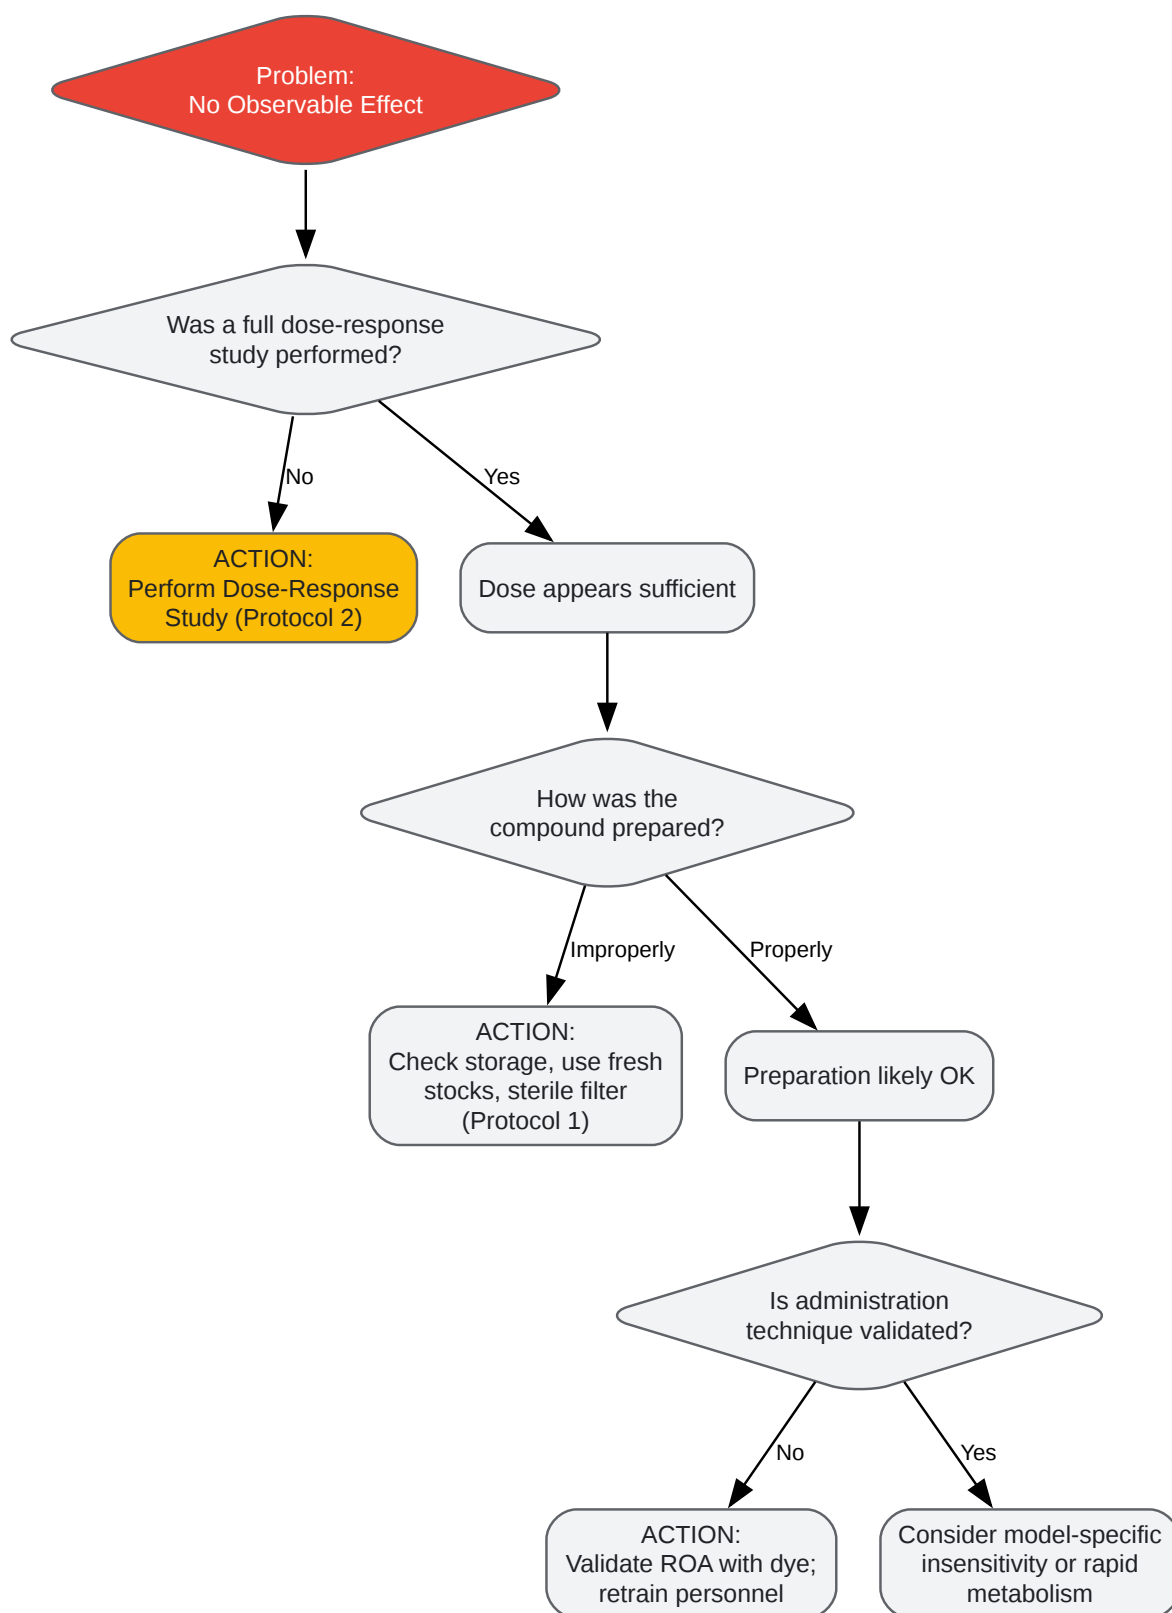 Problem:
No Observable Effect
Was a full dose-response
study performed?
No
Yes
ACTION:
Perform Dose-Response
Study (Protocol 2)
Dose appears sufficient
How was the
compound prepared?
Improperly
Properly
ACTION:
Check storage, use fresh
stocks, sterile filter
(Protocol 1)
Preparation likely OK
Is administration
technique validated?
No
Yes
ACTION:
Validate ROA with dye;
retrain personnel
Consider model-specific
insensitivity or rapid
metabolism